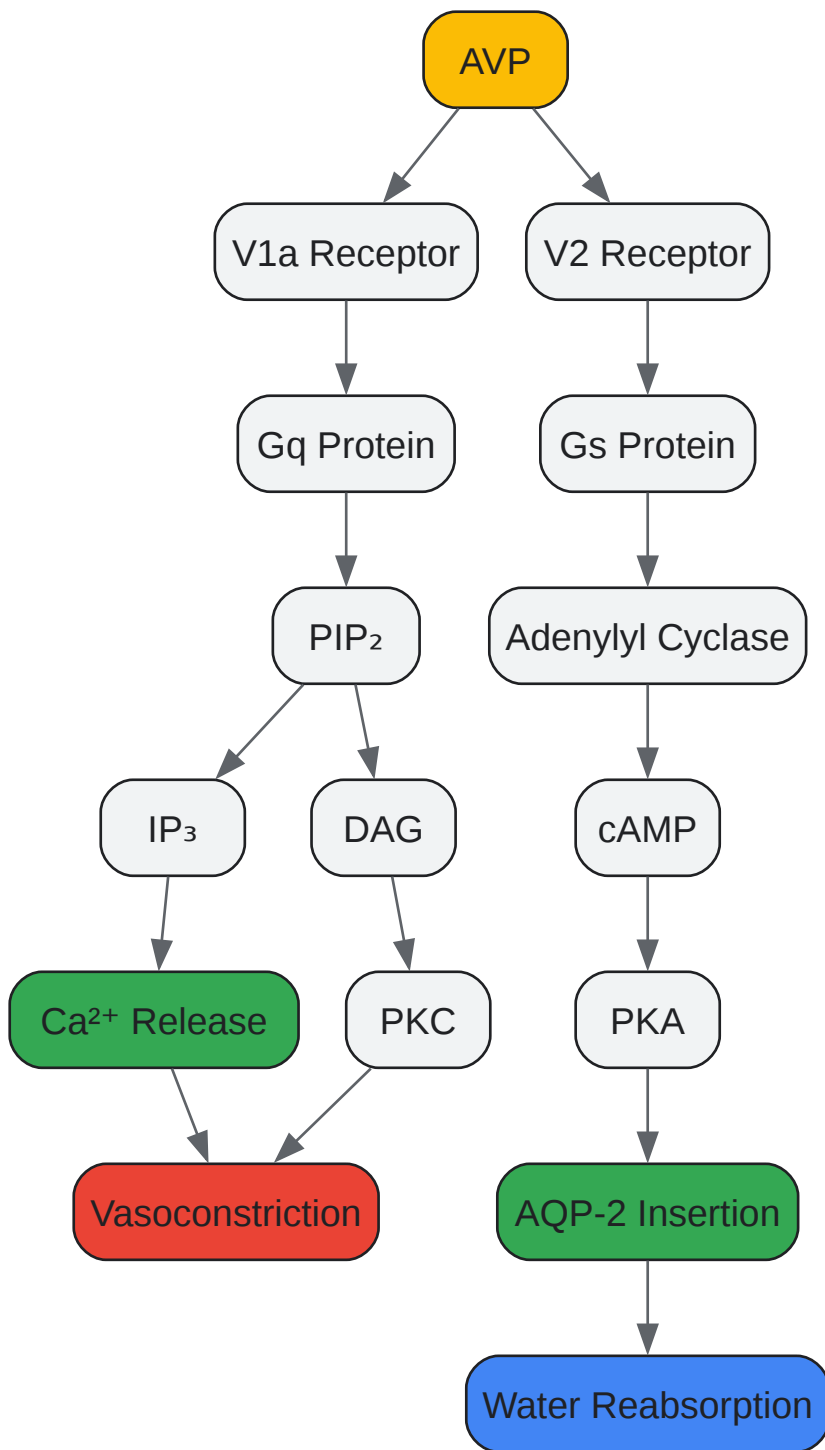 AVP
V1a Receptor
V2 Receptor
Gq Protein
Gs Protein
PIP₂
Adenylyl Cyclase
IP₃
DAG
cAMP
Ca²⁺ Release
PKC
PKA
Vasoconstriction
AQP-2 Insertion
Water Reabsorption